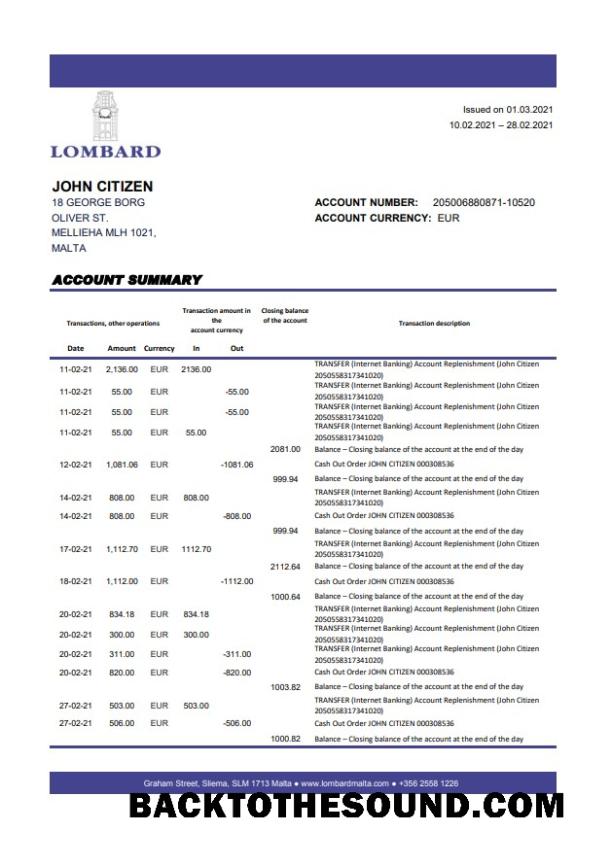 LOMBARD
Issued on 01.03.2021
10.02.2021 – 28.02.2021
JOHN CITIZEN
18 GEORGE BORG
OLIVER ST.
MELLIEHA MLH 1021,
MALTA
ACCOUNT NUMBER: 205006880871-10520
ACCOUNT CURRENCY: EUR
ACCOUNT SUMMARY
Transactions, other operations
Transaction amount in
the
account currency
Closing balance
of the account
Transaction description
Date Amount Currency In Out
11-02-21 2,136.00 EUR 2136.00 TRANSFER (Internet Banking) Account Replenishment (John Citizen
2050558317341020)
11-02-21 55.00 EUR -55.00 TRANSFER (Internet Banking) Account Replenishment (John Citizen
2050558317341020)
11-02-21 55.00 EUR -55.00 TRANSFER (Internet Banking) Account Replenishment (John Citizen
2050558317341020)
11-02-21 55.00 EUR 55.00 TRANSFER (Internet Banking) Account Replenishment (John Citizen
2050558317341020)
2081.00 Balance – Closing balance of the account at the end of the day
12-02-21 1,081.06 EUR -1081.06 Cash Out Order JOHN CITIZEN 000308536
999.94 Balance – Closing balance of the account at the end of the day
14-02-21 808.00 EUR 808.00 TRANSFER (Internet Banking) Account Replenishment (John Citizen
2050558317341020)
14-02-21 808.00 EUR -808.00 Cash Out Order JOHN CITIZEN 000308536
999.94 Balance – Closing balance of the account at the end of the day
17-02-21 1,112.70 EUR 1112.70 TRANSFER (Internet Banking) Account Replenishment (John Citizen
2050558317341020)
2112.64 Balance – Closing balance of the account at the end of the day
18-02-21 1,112.00 EUR -1112.00 Cash Out Order JOHN CITIZEN 000308536
1000.64 Balance – Closing balance of the account at the end of the day
20-02-21 834.18 EUR 834.18 TRANSFER (Internet Banking) Account Replenishment (John Citizen
2050558317341020)
20-02-21 300.00 EUR 300.00 TRANSFER (Internet Banking) Account Replenishment (John Citizen
2050558317341020)
20-02-21 311.00 EUR -311.00 TRANSFER (Internet Banking) Account Replenishment (John Citizen
2050558317341020)
20-02-21 820.00 EUR -820.00 Cash Out Order JOHN CITIZEN 000308536
1003.82 Balance – Closing balance of the account at the end of the day
27-02-21 503.00 EUR 503.00 TRANSFER (Internet Banking) Account Replenishment (John Citizen
2050558317341020)
27-02-21 506.00 EUR -506.00 Cash Out Order JOHN CITIZEN 000308536
1000.82 Balance – Closing balance of the account at the end of the day
Graham Street, Sliema, SLM 1713 Malta ● www.lombardmalta.com ● +356 2558 1226
BACKTOTHESOUND.COM